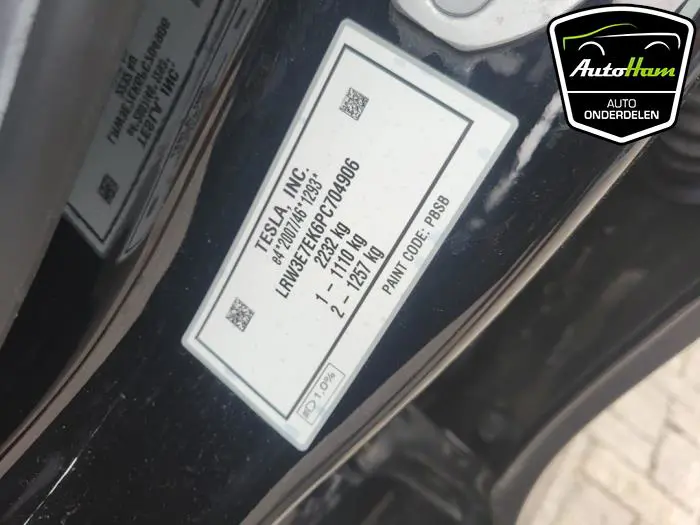 TESLA, INC.
e4*2007/46*1293*
LRW3E7EK6PC704906
2232 kg
1 – 1110 kg
2 – 1257 kg
PAINT CODE: PBSB
1,0%
AutoHam
AUTO
ONDERDELEN